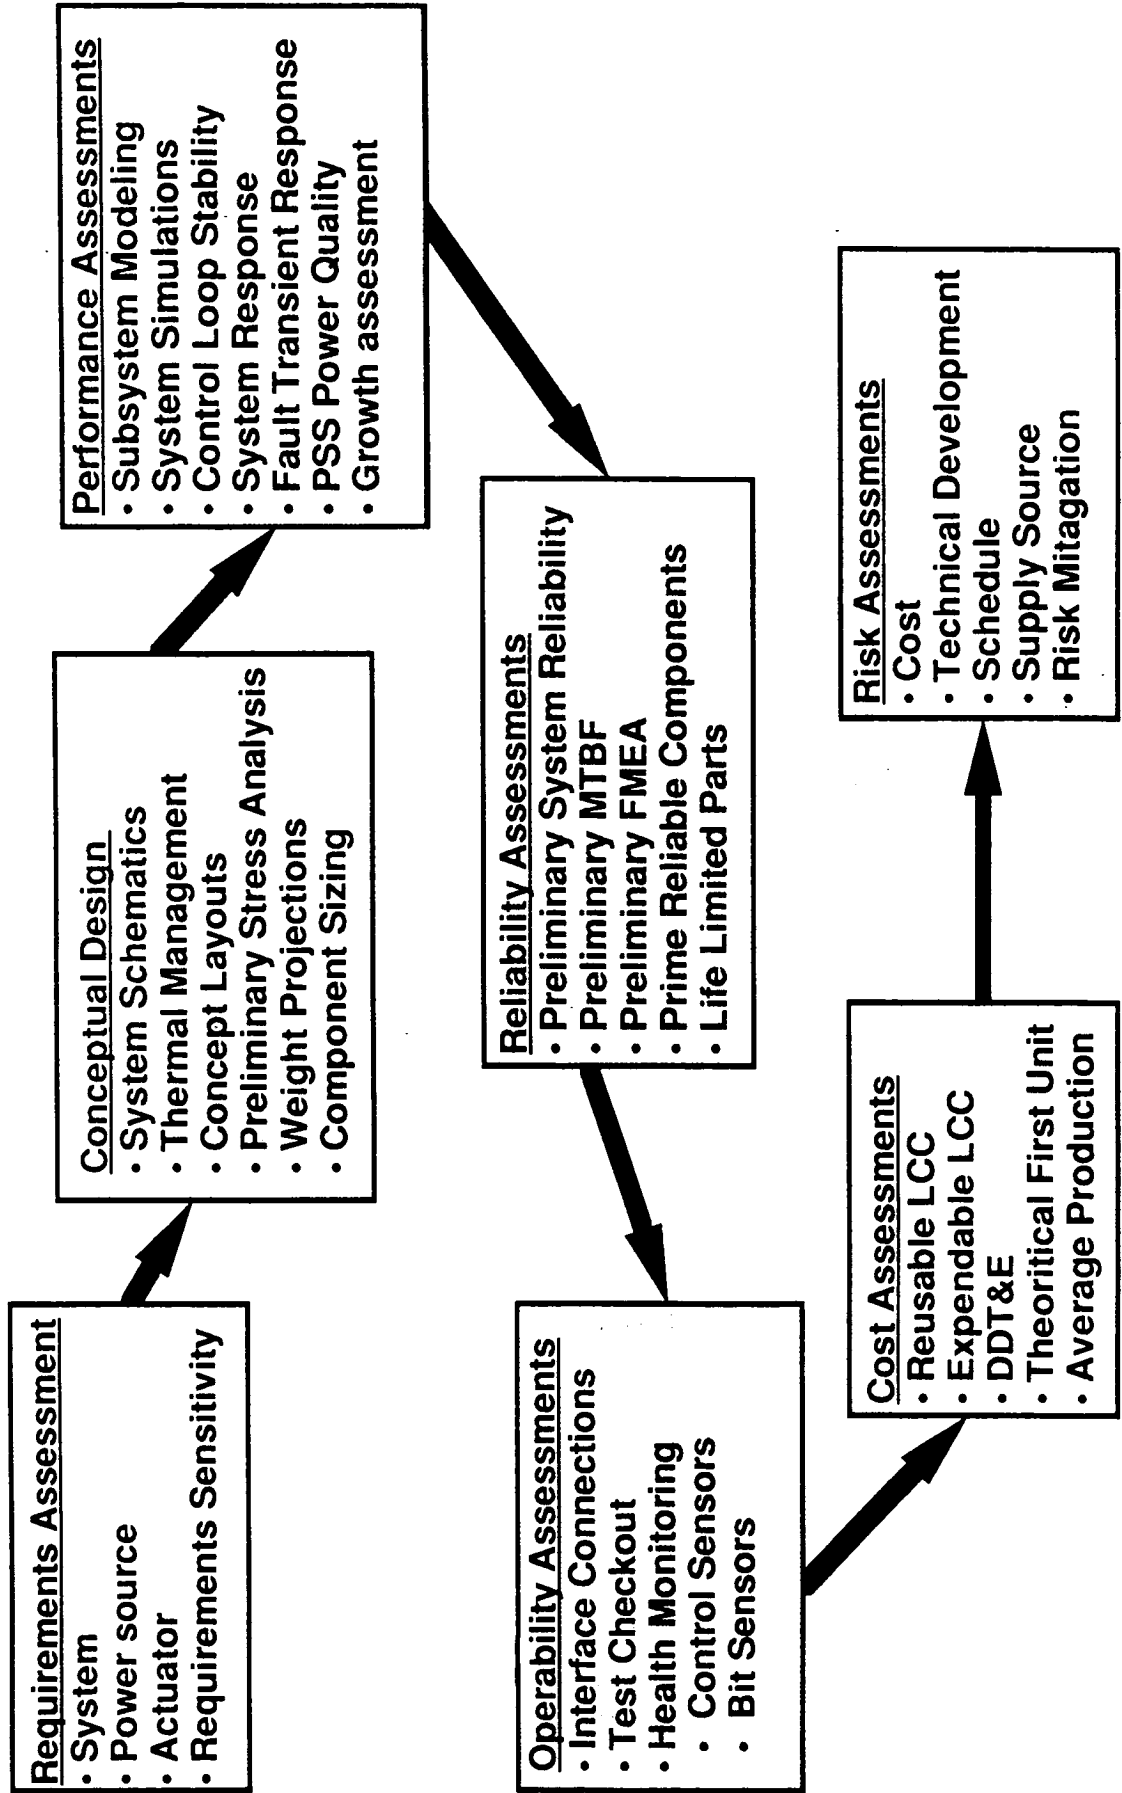 Requirements Assessment
• System
• Power source
• Actuator
• Requirements Sensitivity
Conceptual Design
• System Schematics
• Thermal Management
• Concept Layouts
• Preliminary Stress Analysis
• Weight Projections
• Component Sizing
Performance Assessments
• Subsystem Modeling
• System Simulations
• Control Loop Stability
• System Response
• Fault Transient Response
• PSS Power Quality
• Growth assessment
Reliability Assessments
• Preliminary System Reliability
• Preliminary MTBF
• Preliminary FMEA
• Prime Reliable Components
• Life Limited Parts
Operability Assessments
• Interface Connections
• Test Checkout
• Health Monitoring
• Control Sensors
• Bit Sensors
Cost Assessments
• Reusable LCC
• Expendable LCC
• DDT&E
• Theoritical First Unit
• Average Production
Risk Assessments
• Cost
• Technical Development
• Schedule
• Supply Source
• Risk Mitagation